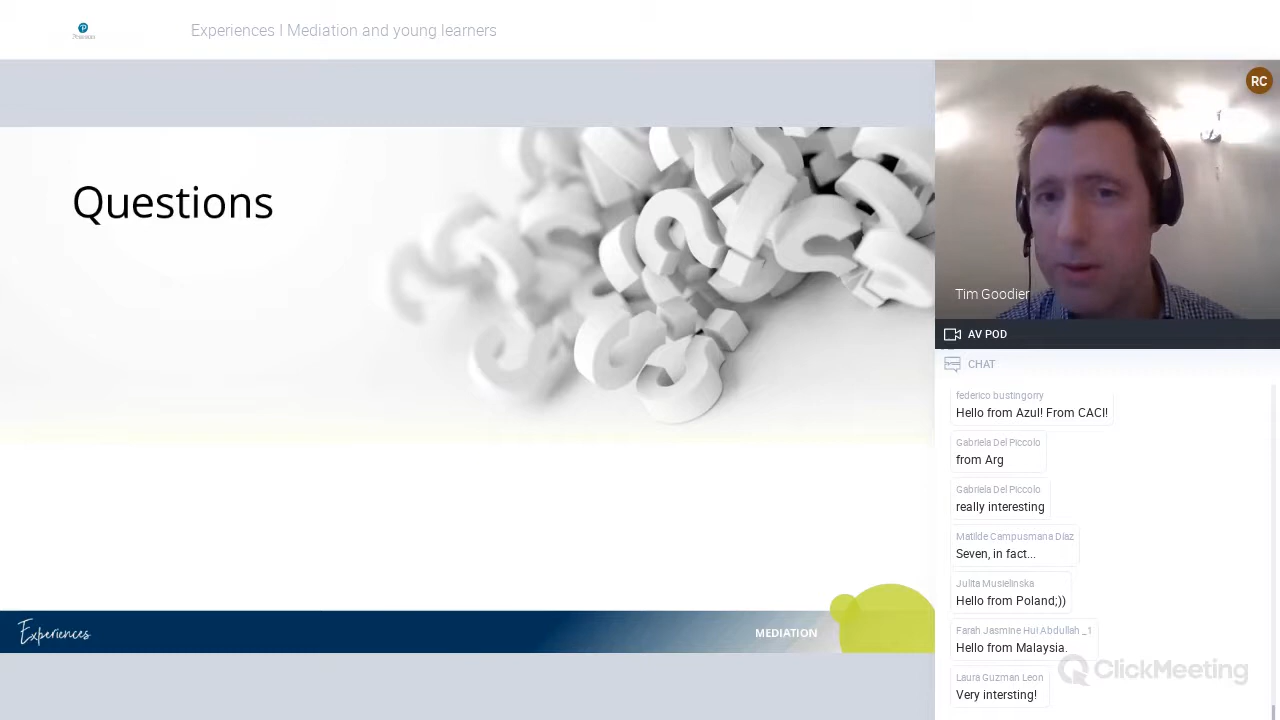 Experiences I Mediation and young learners
Questions
Experiences
MEDIATION
RC
Tim Goodier
AV POD
CHAT
federico bustingorry
Hello from Azul! From CACI!
Gabriela Del Piccolo
from Arg
Gabriela Del Piccolo
really interesting
Matilde Campusmana Díaz
Seven, in fact...
Julita Musielinska
Hello from Poland;))
Farah Jasmine Hui Abdullah _1
Hello from Malaysia.
Laura Guzman Leon
Very intersting!
ClickMeeting